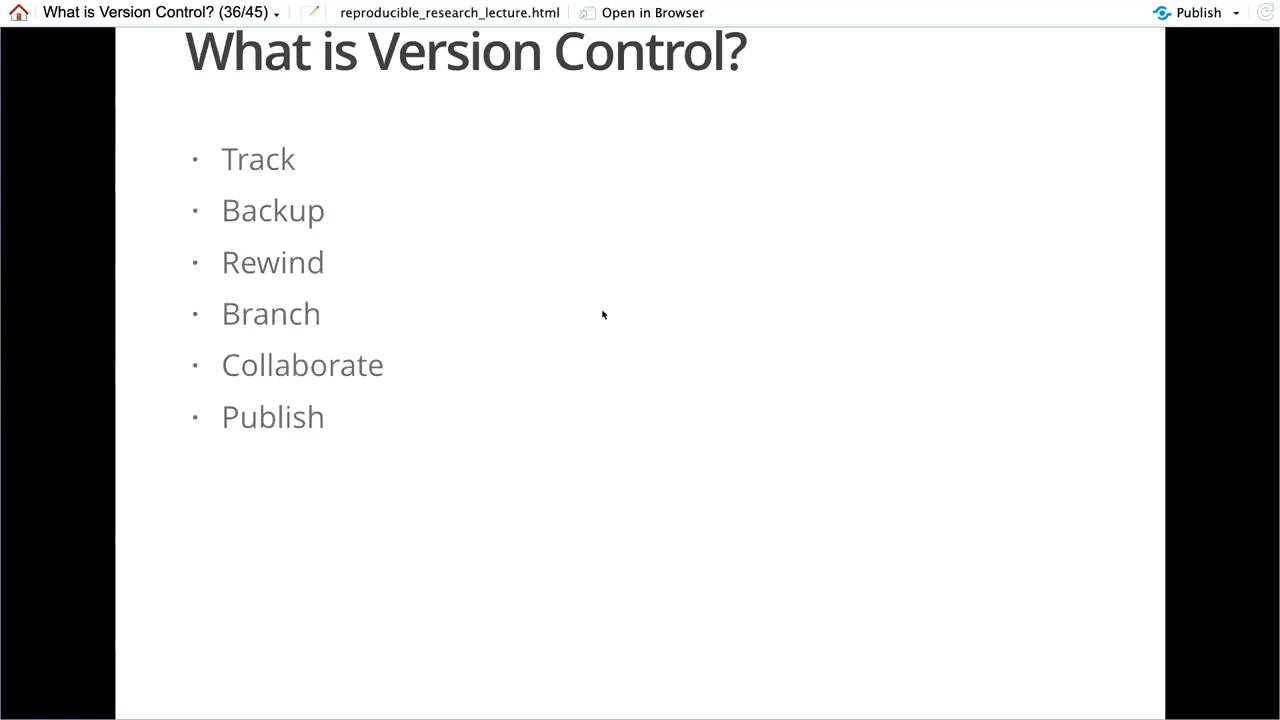 What is Version Control? (36/45) reproducible_research_lecture.html Open in Browser Publish
What is Version Control?
· Track
· Backup
· Rewind
· Branch
· Collaborate
· Publish